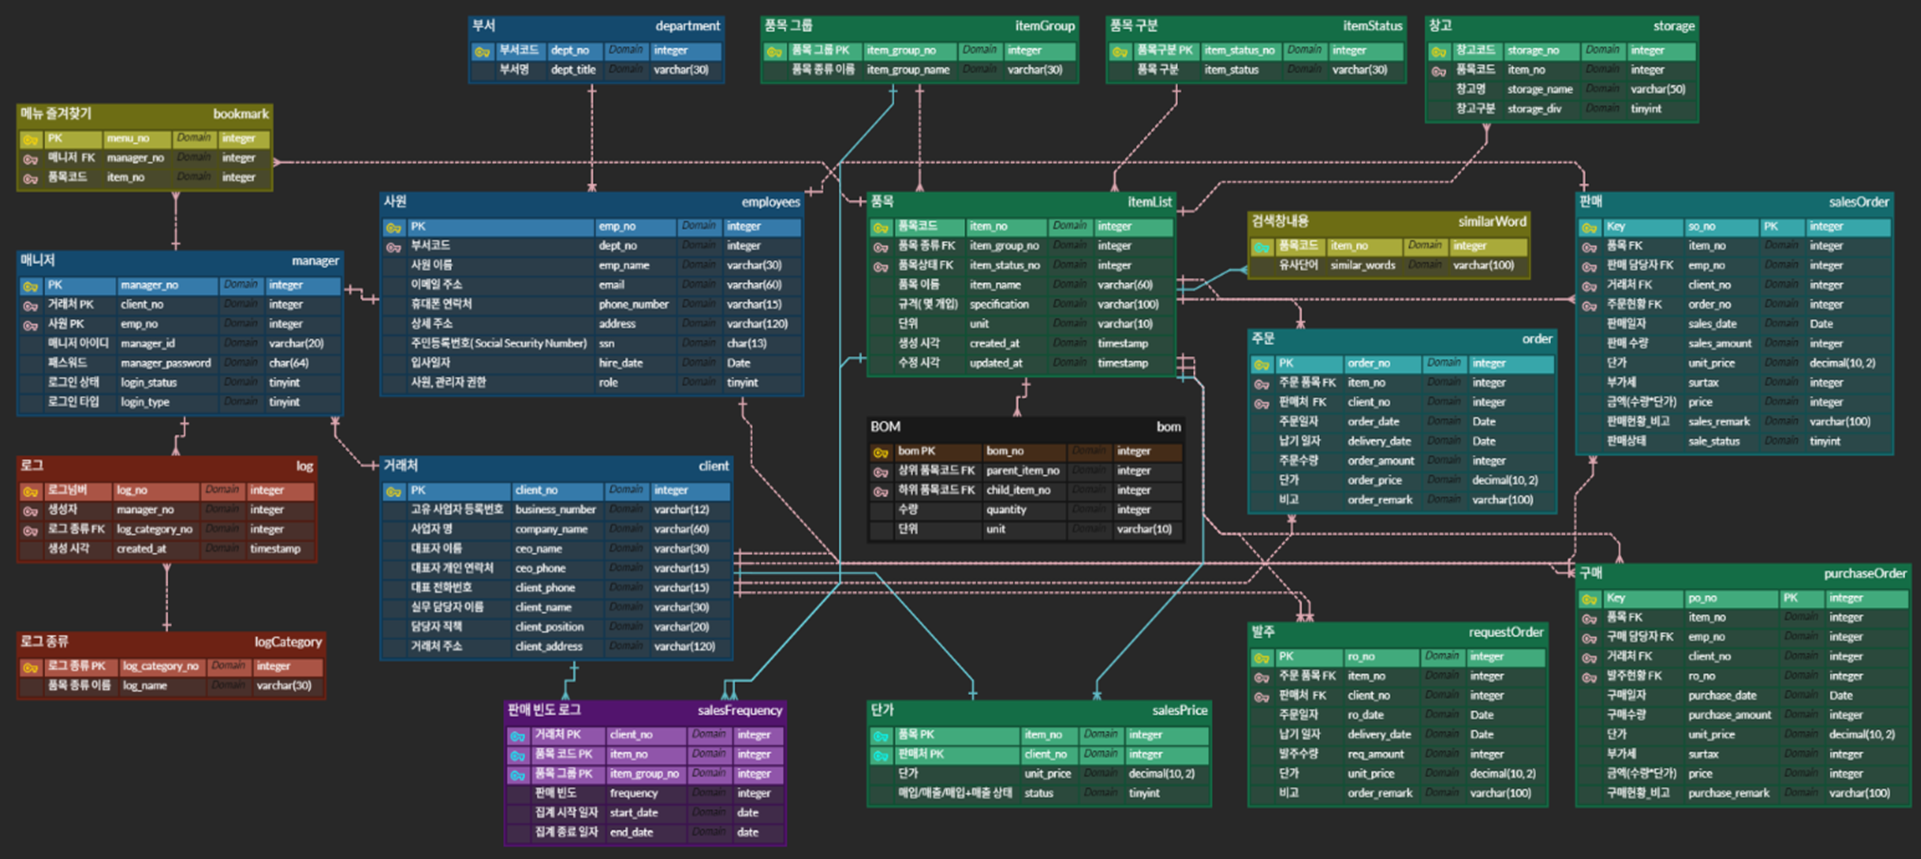 부서 department
부서코드 dept_no Domain integer
부서명 dept_title Domain varchar(30)
품목 그룹 itemGroup
품목 그룹 PK item_group_no Domain integer
품목 종류 이름 item_group_name Domain varchar(30)
품목 구분 itemStatus
품목구분 PK item_status_no Domain integer
품목 구분 item_status Domain varchar(30)
창고 storage
창고코드 storage_no Domain integer
품목코드 item_no Domain integer
창고명 storage_name Domain varchar(50)
창고구분 storage_div Domain tinyint
메뉴 즐겨찾기 bookmark
PK menu_no Domain integer
매니저 FK manager_no Domain integer
품목코드 item_no Domain integer
사원 employees
PK emp_no Domain integer
부서코드 dept_no Domain integer
사원 이름 emp_name Domain varchar(30)
이메일 주소 email Domain varchar(60)
휴대폰 연락처 phone_number Domain varchar(15)
상세 주소 address Domain varchar(120)
주민등록번호( Social Security Number) ssn Domain char(13)
입사일자 hire_date Domain Date
사원, 관리자 권한 role Domain tinyint
품목 itemList
품목코드 item_no Domain integer
품목 종류 FK item_group_no Domain integer
품목상태 FK item_status_no Domain integer
품목 이름 item_name Domain varchar(60)
규격( 몇 개입) specification Domain varchar(100)
단위 unit Domain varchar(10)
생성 시각 created_at Domain timestamp
수정 시각 updated_at Domain timestamp
검색창내용 similarWord
품목코드 item_no Domain integer
유사단어 similar_words Domain varchar(100)
판매 salesOrder
Key so_no PK integer
품목 FK item_no Domain integer
판매 담당자 FK emp_no Domain integer
거래처 FK client_no Domain integer
주문현황 FK order_no Domain integer
판매일자 sales_date Domain Date
판매 수량 sales_amount Domain integer
단가 unit_price Domain decimal(10, 2)
부가세 surtax Domain integer
금액(수량*단가) price Domain integer
판매현황_비고 sales_remark Domain varchar(100)
판매상태 sale_status Domain tinyint
매니저 manager
PK manager_no Domain integer
거래처 PK client_no Domain integer
사원 PK emp_no Domain integer
매니저 아이디 manager_id Domain varchar(20)
패스워드 manager_password Domain char(64)
로그인 상태 login_status Domain tinyint
로그인 타입 login_type Domain tinyint
주문 order
PK order_no Domain integer
주문 품목 FK item_no Domain integer
판매처 FK client_no Domain integer
주문일자 order_date Domain Date
납기 일자 delivery_date Domain Date
주문수량 order_amount Domain integer
단가 order_price Domain decimal(10, 2)
비고 order_remark Domain varchar(100)
BOM bom
bom PK bom_no Domain integer
상위 품목코드 FK parent_item_no Domain integer
하위 품목코드 FK child_item_no Domain integer
수량 quantity Domain integer
단위 unit Domain varchar(10)
로그 log
로그넘버 log_no Domain integer
생성자 manager_no Domain integer
로그 종류 FK log_category_no Domain integer
생성 시각 created_at Domain timestamp
거래처 client
PK client_no Domain integer
고유 사업자 등록번호 business_number Domain varchar(12)
사업자 명 company_name Domain varchar(60)
대표자 이름 ceo_name Domain varchar(30)
대표자 개인 연락처 ceo_phone Domain varchar(15)
대표 전화번호 client_phone Domain varchar(15)
실무 담당자 이름 client_name Domain varchar(30)
담당자 직책 client_position Domain varchar(20)
거래처 주소 client_address Domain varchar(120)
로그 종류 logCategory
로그 종류 PK log_category_no Domain integer
품목 종류 이름 log_name Domain varchar(30)
구매 purchaseOrder
Key po_no PK integer
품목 FK item_no Domain integer
구매 담당자 FK emp_no Domain integer
거래처 FK client_no Domain integer
발주현황 FK ro_no Domain integer
구매일자 purchase_date Domain Date
구매수량 purchase_amount Domain integer
단가 unit_price Domain decimal(10, 2)
부가세 surtax Domain integer
금액(수량*단가) price Domain integer
구매현황_비고 purchase_remark Domain varchar(100)
발주 requestOrder
PK ro_no Domain integer
주문 품목 FK item_no Domain integer
판매처 FK client_no Domain integer
주문일자 ro_date Domain Date
납기 일자 delivery_date Domain Date
발주수량 req_amount Domain integer
단가 unit_price Domain decimal(10, 2)
비고 order_remark Domain varchar(100)
판매 빈도 로그 salesFrequency
거래처 PK client_no Domain integer
품목 코드 PK item_no Domain integer
품목 그룹 PK item_group_no Domain integer
판매 빈도 frequency Domain integer
집계 시작 일자 start_date Domain date
집계 종료 일자 end_date Domain date
단가 salesPrice
품목 PK item_no Domain integer
판매처 PK client_no Domain integer
단가 unit_price Domain decimal(10, 2)
매입/매출/매입+매출 상태 status Domain tinyint